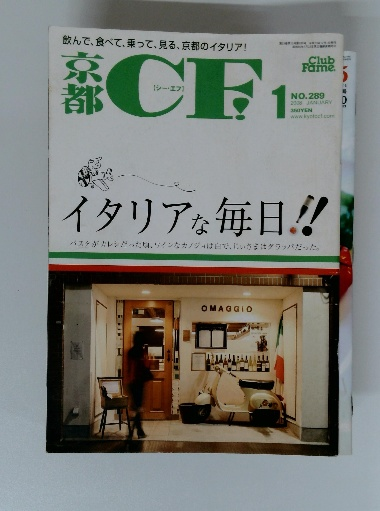 飲んで、食べて、乗って、見る、京都のイタリア!
Club Fame
京都
CF!
[シー・エフ]
1
NO.289
2008 JANUARY
350YEN
イタリアな毎日!!
OMAGGIO